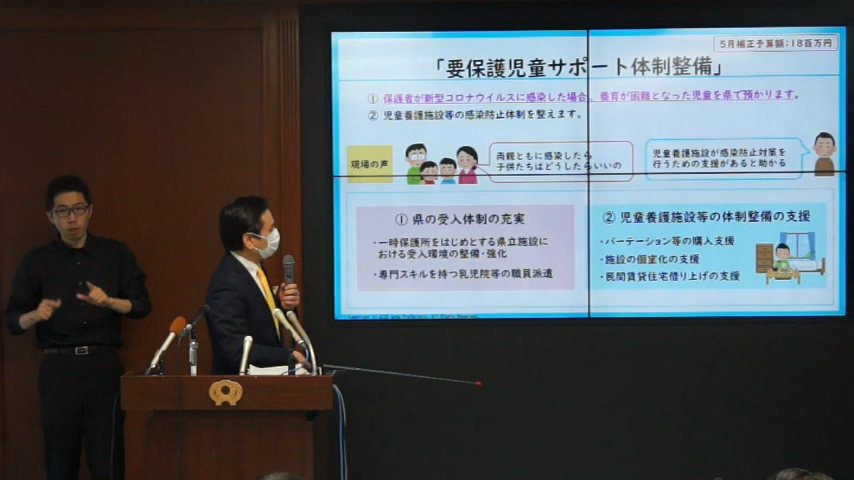 5月補正予算額：18百万円
「要保護児童サポート体制整備」
① 保護者が新型コロナウイルスに感染した場合、養育が困難となった児童を県で預かります。
② 児童養護施設等の感染防止体制を整えます。
現場の声
両親ともに感染したら
子供たちはどうしたらいいの
児童養護施設が感染防止対策を
行うための支援があると助かる
① 県の受入体制の充実
・一時保護所をはじめとする県立施設に
おける受入環境の整備・強化
・専門スキルを持つ乳児院等の職員派遣
② 児童養護施設等の体制整備の支援
・パーテーション等の購入支援
・施設の個室化の支援
・民間賃貸住宅借り上げの支援